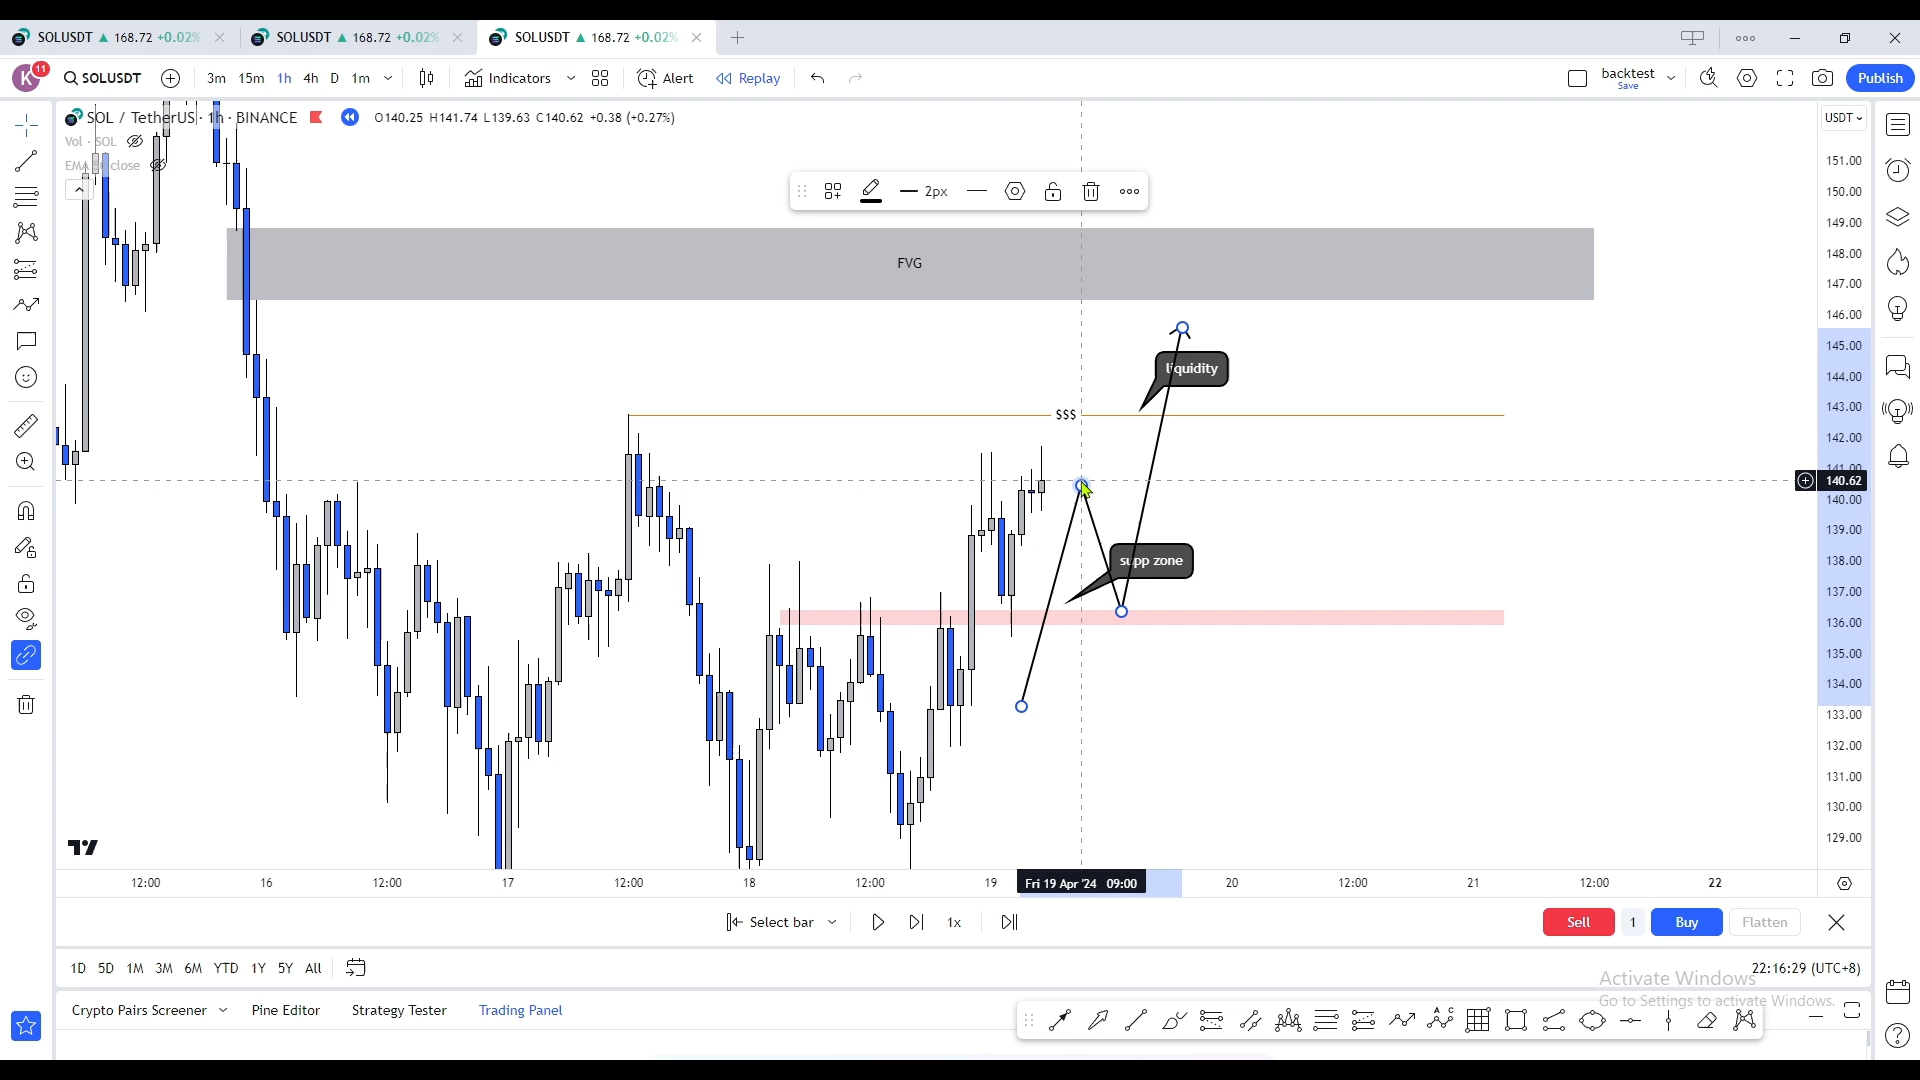 SOLUSDT ▲ 168.72 +0.02%
SOLUSDT ▲ 168.72 +0.02%
SOLUSDT ▲ 168.72 +0.02%
K 11 SOLUSDT 3m 15m 1h 4h D 1m Indicators Alert Replay backtest Save Publish
SOL / TetherUS · 1h · BINANCE O140.25 H141.74 L139.63 C140.62 +0.38 (+0.27%) USDT
Vol · SOL
EMA close
2px
FVG
liquidity
$$$
supp zone
151.00
150.00
149.00
148.00
147.00
146.00
145.00
144.00
143.00
142.00
141.00
140.62
140.00
139.00
138.00
137.00
136.00
135.00
134.00
133.00
132.00
131.00
130.00
129.00
12:00 16 12:00 17 12:00 18 12:00 19 Fri 19 Apr '24 09:00 20 12:00 21 12:00 22
Select bar 1x Sell 1 Buy Flatten
1D 5D 1M 3M 6M YTD 1Y 5Y All 22:16:29 (UTC+8)
Activate Windows
Go to Settings to activate Windows.
Crypto Pairs Screener Pine Editor Strategy Tester Trading Panel